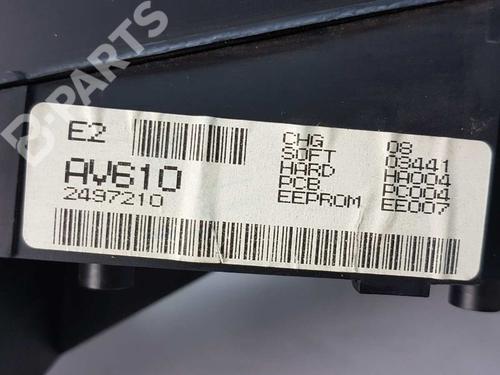 B-PARTS
E2
AV610
2497210
CHG 08
SOFT 03441
HARD HA004
PCB PC004
EEPROM EE007